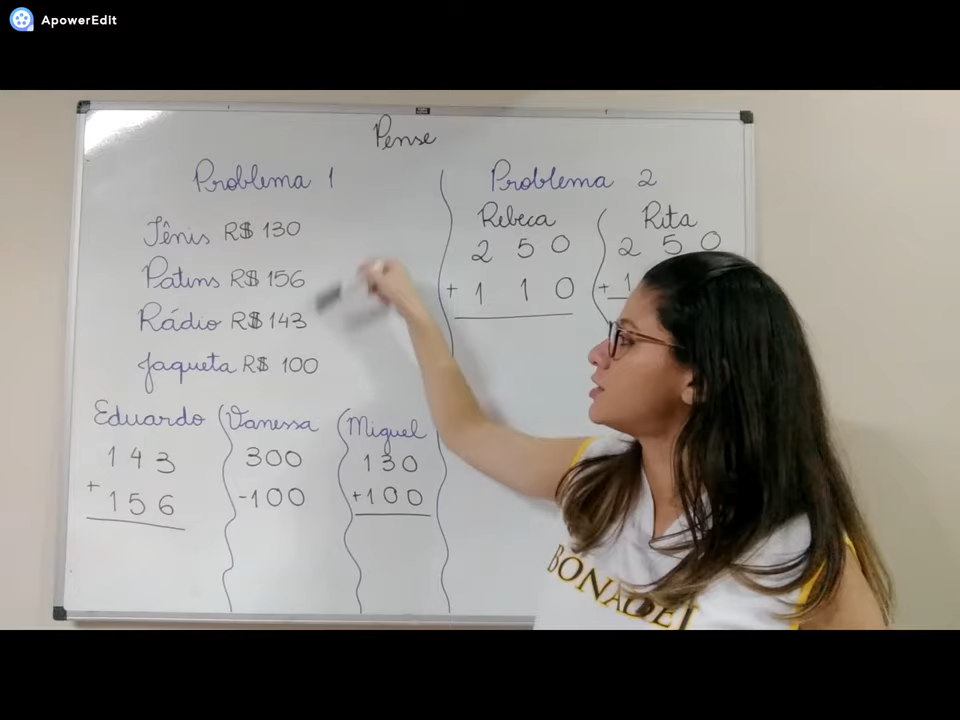 ApowerEdit
Pense
Problema 1
Tênis R$ 130
Patins R$ 156
Rádio R$ 143
Jaqueta R$ 100
Eduardo
143
+
156
Vanessa
300
-100
Miguel
130
+100
Problema 2
Rebeca
250
+ 110
Rita
250
+ 1